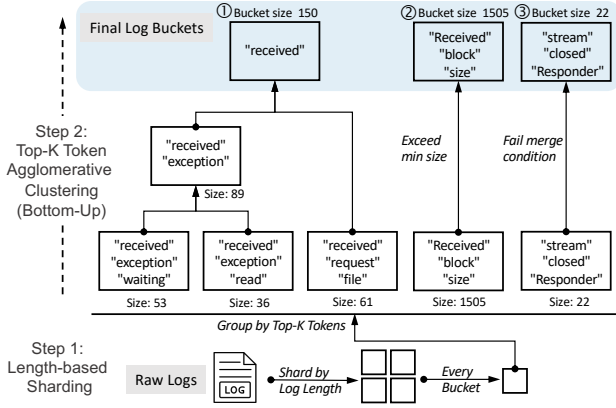 ① Bucket size 150
② Bucket size 1505
③ Bucket size 22
Final Log Buckets
"received"
"Received"
"block"
"size"
"stream"
"closed"
"Responder"
Step 2:
Top-K Token
Agglomerative
Clustering
(Bottom-Up)
"received"
"exception"
Size: 89
Exceed
min size
Fail merge
condition
"received"
"exception"
"waiting"
"received"
"exception"
"read"
"received"
"request"
"file"
"Received"
"block"
"size"
"stream"
"closed"
"Responder"
Size: 53
Size: 36
Size: 61
Size: 1505
Size: 22
Group by Top-K Tokens
Step 1:
Length-based
Sharding
Raw Logs
LOG
Shard by
Log Length
Every
Bucket